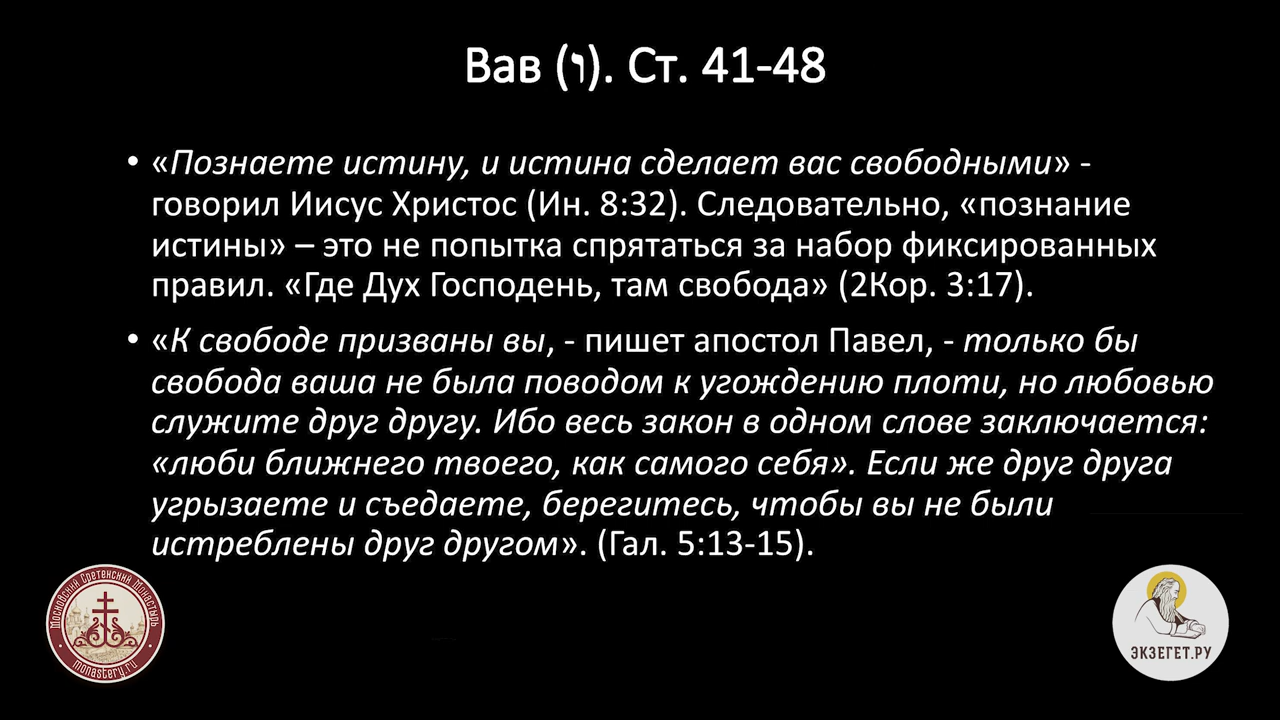 Вав (ו). Ст. 41-48
• «Познаете истину, и истина сделает вас свободными» -
говорил Иисус Христос (Ин. 8:32). Следовательно, «познание
истины» – это не попытка спрятаться за набор фиксированных
правил. «Где Дух Господень, там свобода» (2Кор. 3:17).
• «К свободе призваны вы, - пишет апостол Павел, - только бы
свобода ваша не была поводом к угождению плоти, но любовью
служите друг другу. Ибо весь закон в одном слове заключается:
«люби ближнего твоего, как самого себя». Если же друг друга
угрызаете и съедаете, берегитесь, чтобы вы не были
истреблены друг другом». (Гал. 5:13-15).
Московский Сретенский Монастырь
monastery.ru
ЭКЗЕГЕТ.РУ